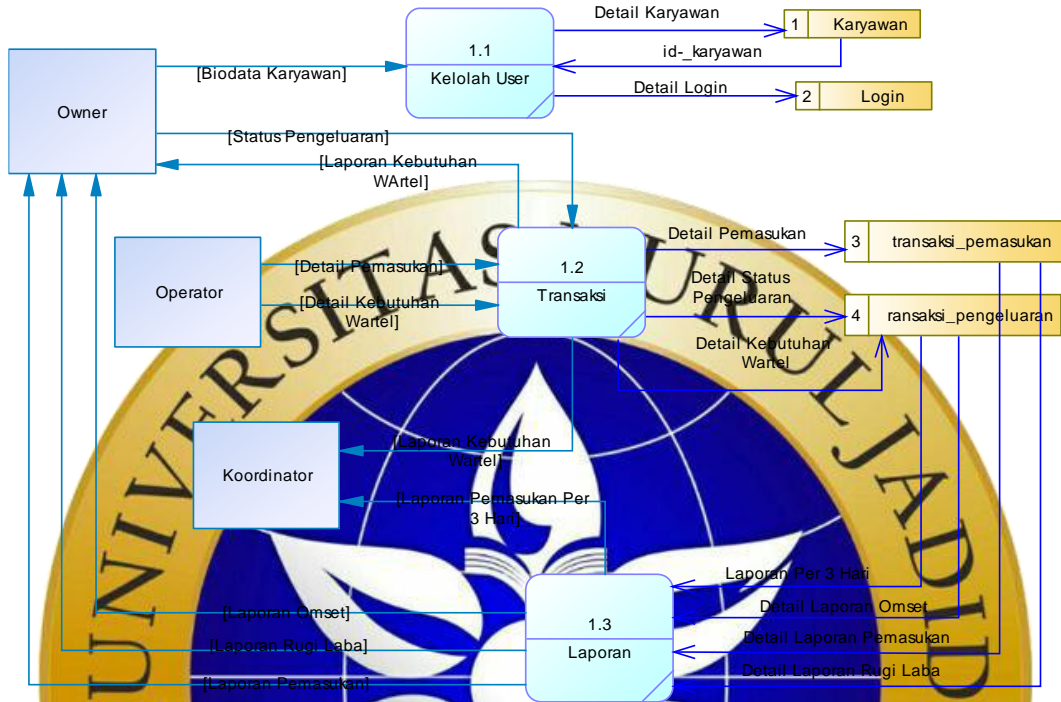 Detail Karyawan
1 Karyawan
1.1
id-_karyawan
[Biodata Karyawan]
Kelolah User
Detail Login
2 Login
Owner
[Status Pengeluaran]
[Laporan Kebutuhan
WArtel]
UNIVERSITAS NURUL JADID
Detail Pemasukan
3 transaksi_pemasukan
1.2
[Detail Pemasukan]
Operator
Transaksi
Detail Status
Pengeluaran
[Detail Kebutuhan
Wartel]
4 ransaksi_pengeluaran
Detail Kebutuhan
Wartel
[Laporan Kebutuhan
Wartel]
Koordinator
[Laporan Pemasukan Per
3 Hari]
Laporan Per 3 Hari
[Laporan Omset]
Detail Laporan Omset
1.3
Detail Laporan Pemasukan
[Laporan Rugi Laba]
Laporan
Detail Laporan Rugi Laba
[Laporan Pemasukan]